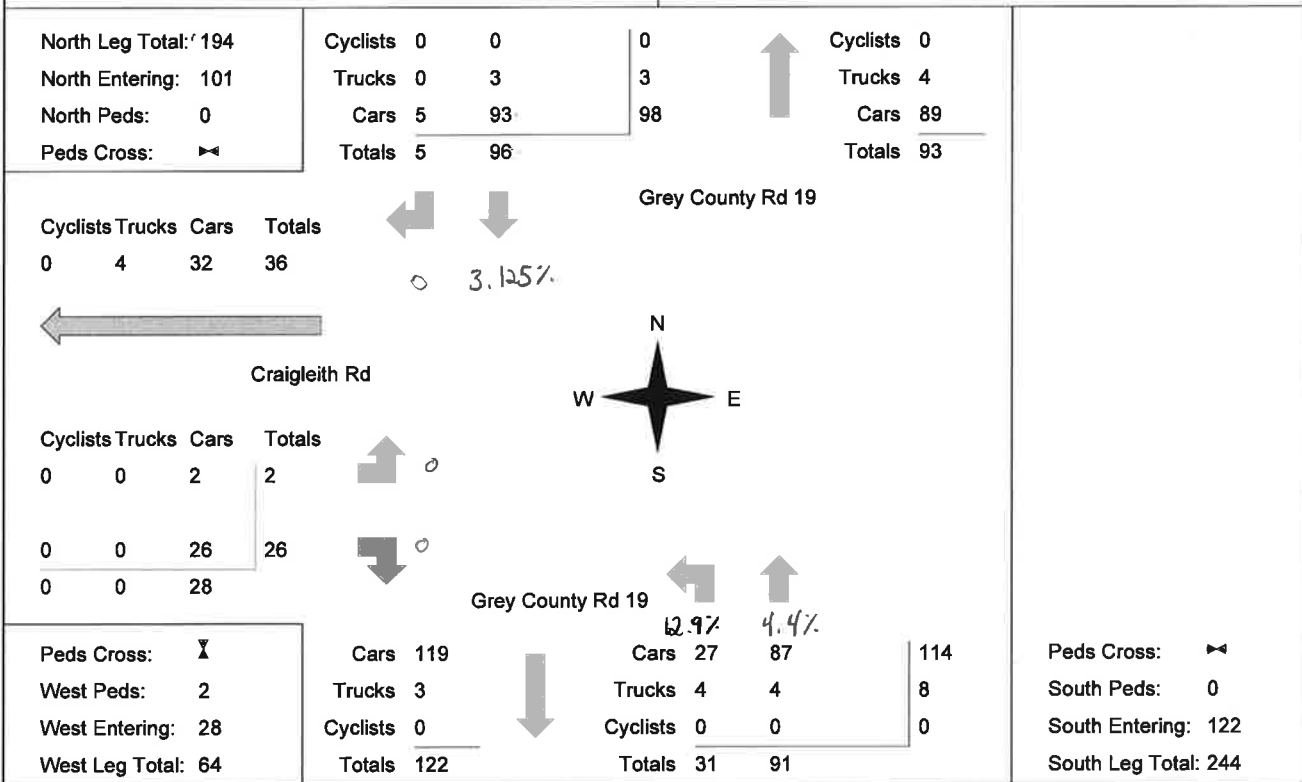 North Leg Total: 194
North Entering: 101
North Peds: 0
Peds Cross:
Cyclists 0 0 0
Trucks 0 3 3
Cars 5 93 98
Totals 5 96
Cyclists 0
Trucks 4
Cars 89
Totals 93
Grey County Rd 19
Cyclists Trucks Cars Totals
0 4 32 36
0 3.125%
Craigleith Rd
N
W E
S
Cyclists Trucks Cars Totals
0 0 2 2
0
0 0 26 26
0
0 0 28
Grey County Rd 19
12.9% 4.4%
Peds Cross:
West Peds: 2
West Entering: 28
West Leg Total: 64
Cars 119
Trucks 3
Cyclists 0
Totals 122
Cars 27 87 114
Trucks 4 4 8
Cyclists 0 0 0
Totals 31 91
Peds Cross:
South Peds: 0
South Entering: 122
South Leg Total: 244